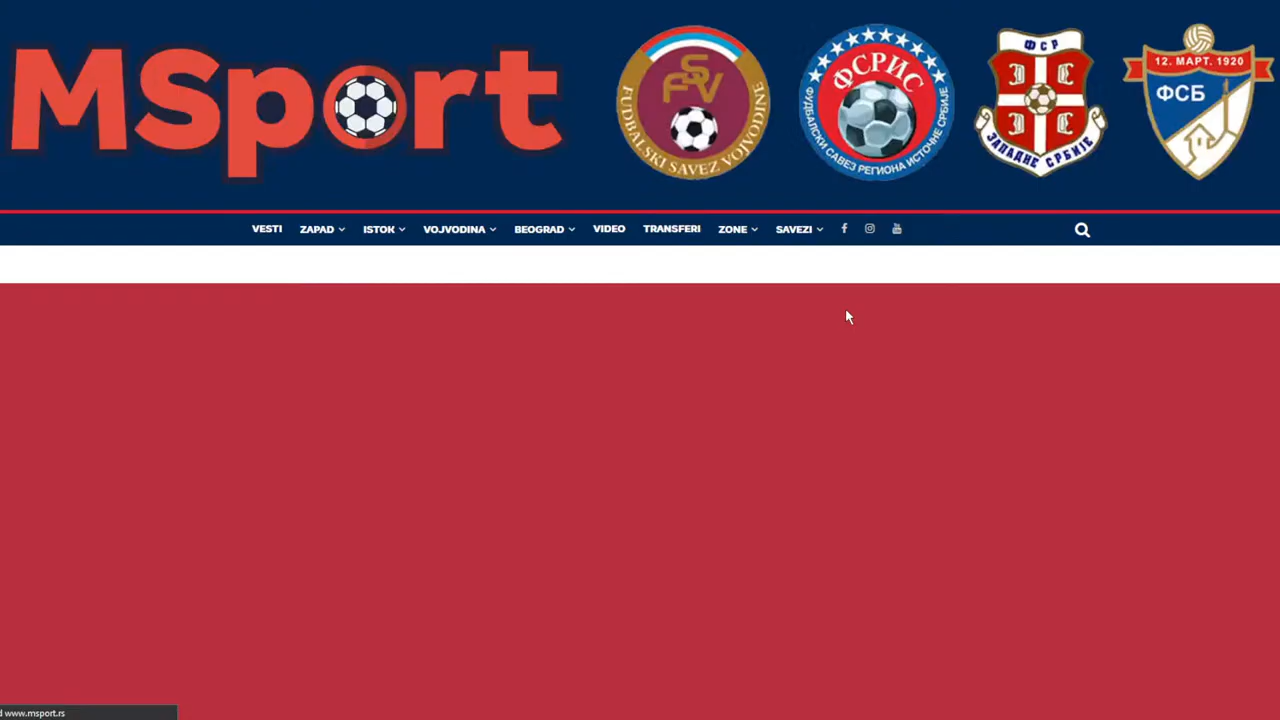 MSport
FUDBALSKI SAVEZ VOJVODINE
FSV
ФСРИС
ФУДБАЛСКИ САВЕЗ РЕГИОНА ИСТОЧНЕ СРБИЈЕ
ФСР
ЗАПАДНЕ СРБИЈЕ
12. МАРТ. 1920
ФСБ
VESTI ZAPAD ISTOK VOJVODINA BEOGRAD VIDEO TRANSFERI ZONE SAVEZI
www.msport.rs